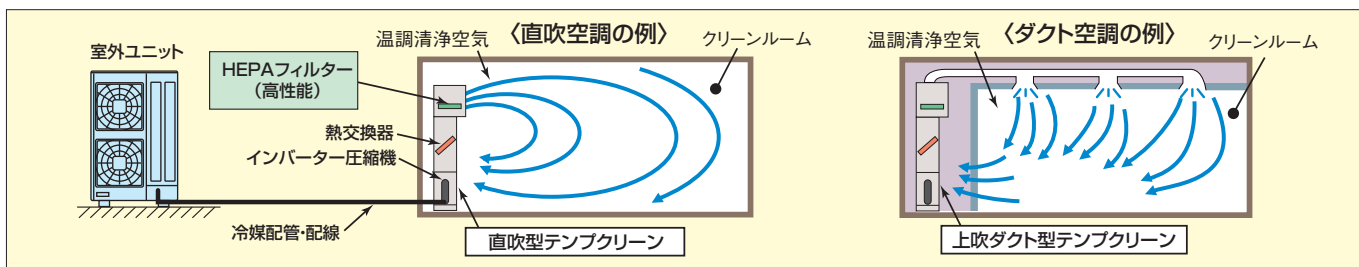 室外ユニット
HEPAフィルター
（高性能）
温調清浄空気
〈直吹空調の例〉
クリーンルーム
熱交換器
インバーター圧縮機
冷媒配管・配線
直吹型テンプクリーン
温調清浄空気
〈ダクト空調の例〉
クリーンルーム
上吹ダクト型テンプクリーン